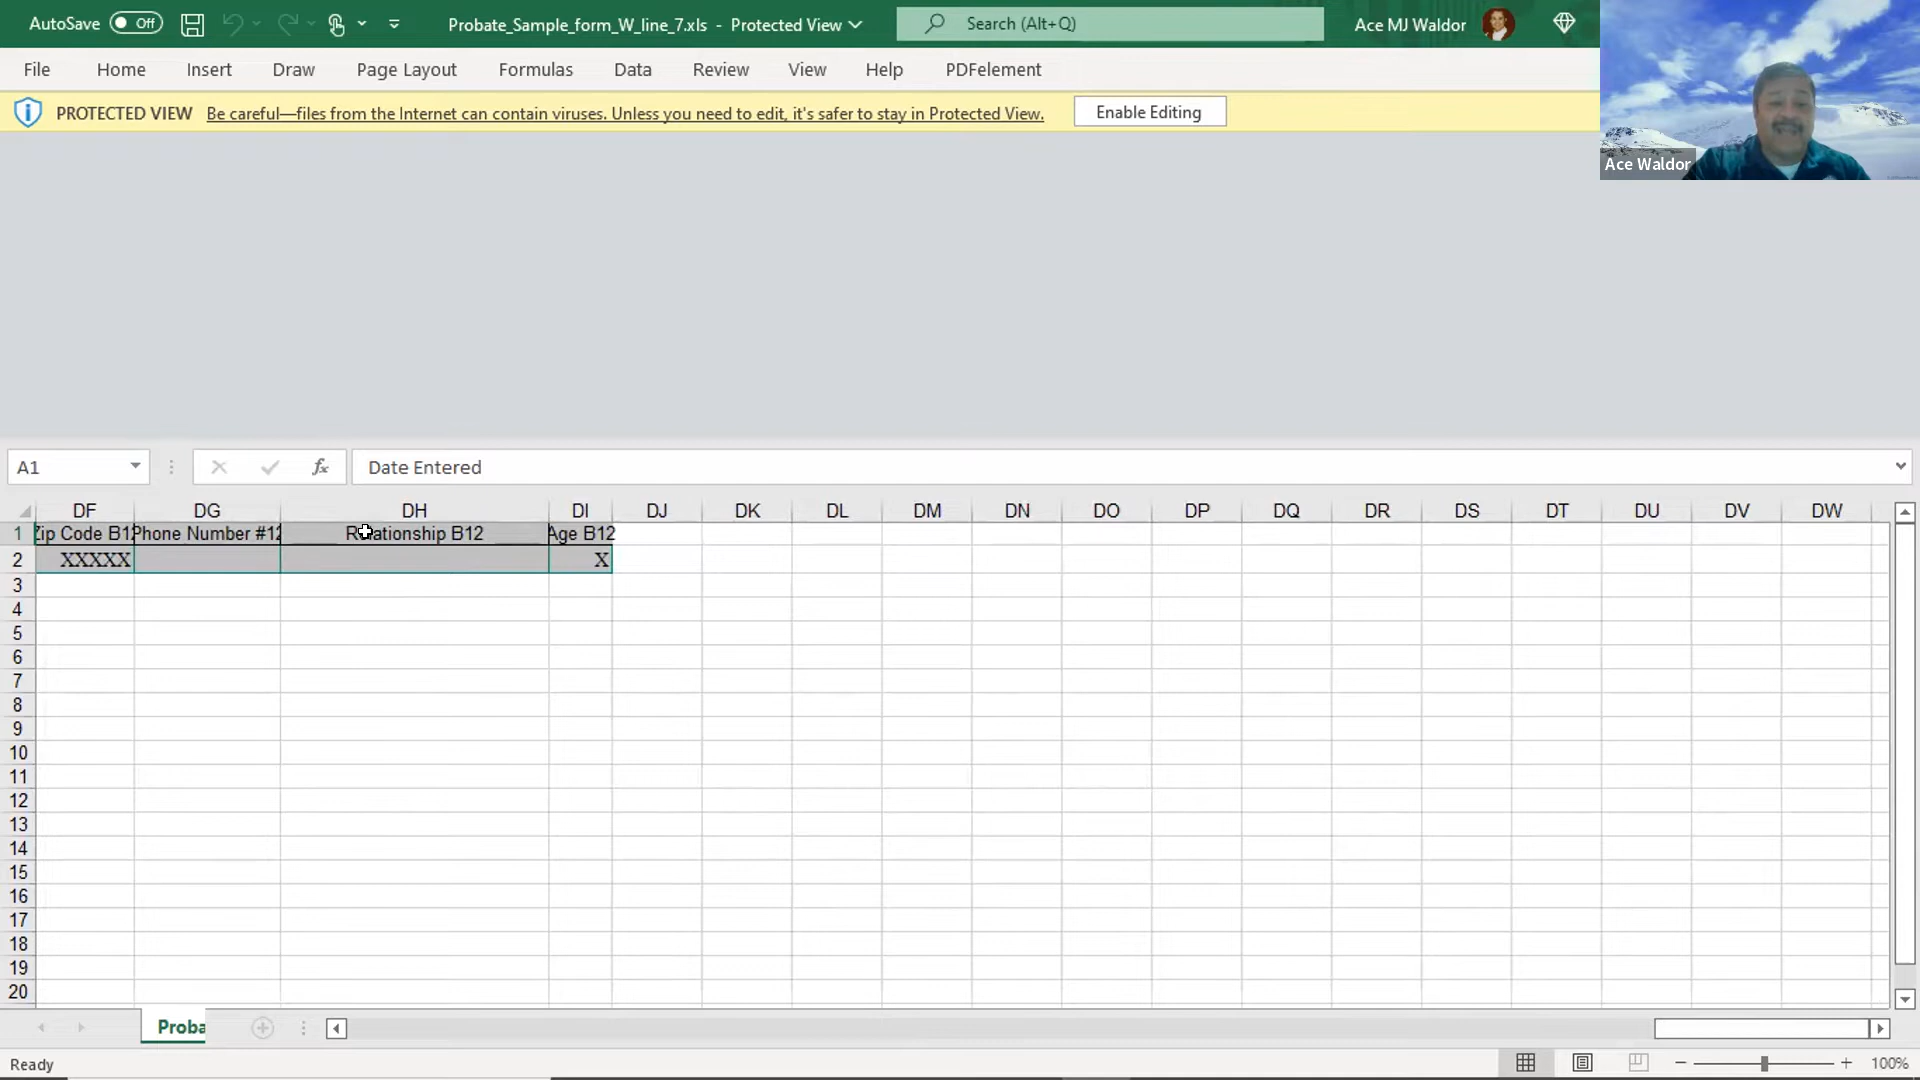 AutoSave Off Probate_Sample_form_W_line_7.xls - Protected View Search (Alt+Q) Ace MJ Waldor
File Home Insert Draw Page Layout Formulas Data Review View Help PDFelement
PROTECTED VIEW Be careful—files from the Internet can contain viruses. Unless you need to edit, it's safer to stay in Protected View. Enable Editing
Ace Waldor
A1 fx Date Entered
DF DG DH DI DJ DK DL DM DN DO DP DQ DR DS DT DU DV DW
1 Zip Code B12 Phone Number #12 Relationship B12 Age B12
2 XXXXX X
3
4
5
6
7
8
9
10
11
12
13
14
15
16
17
18
19
20
Proba
Ready 100%